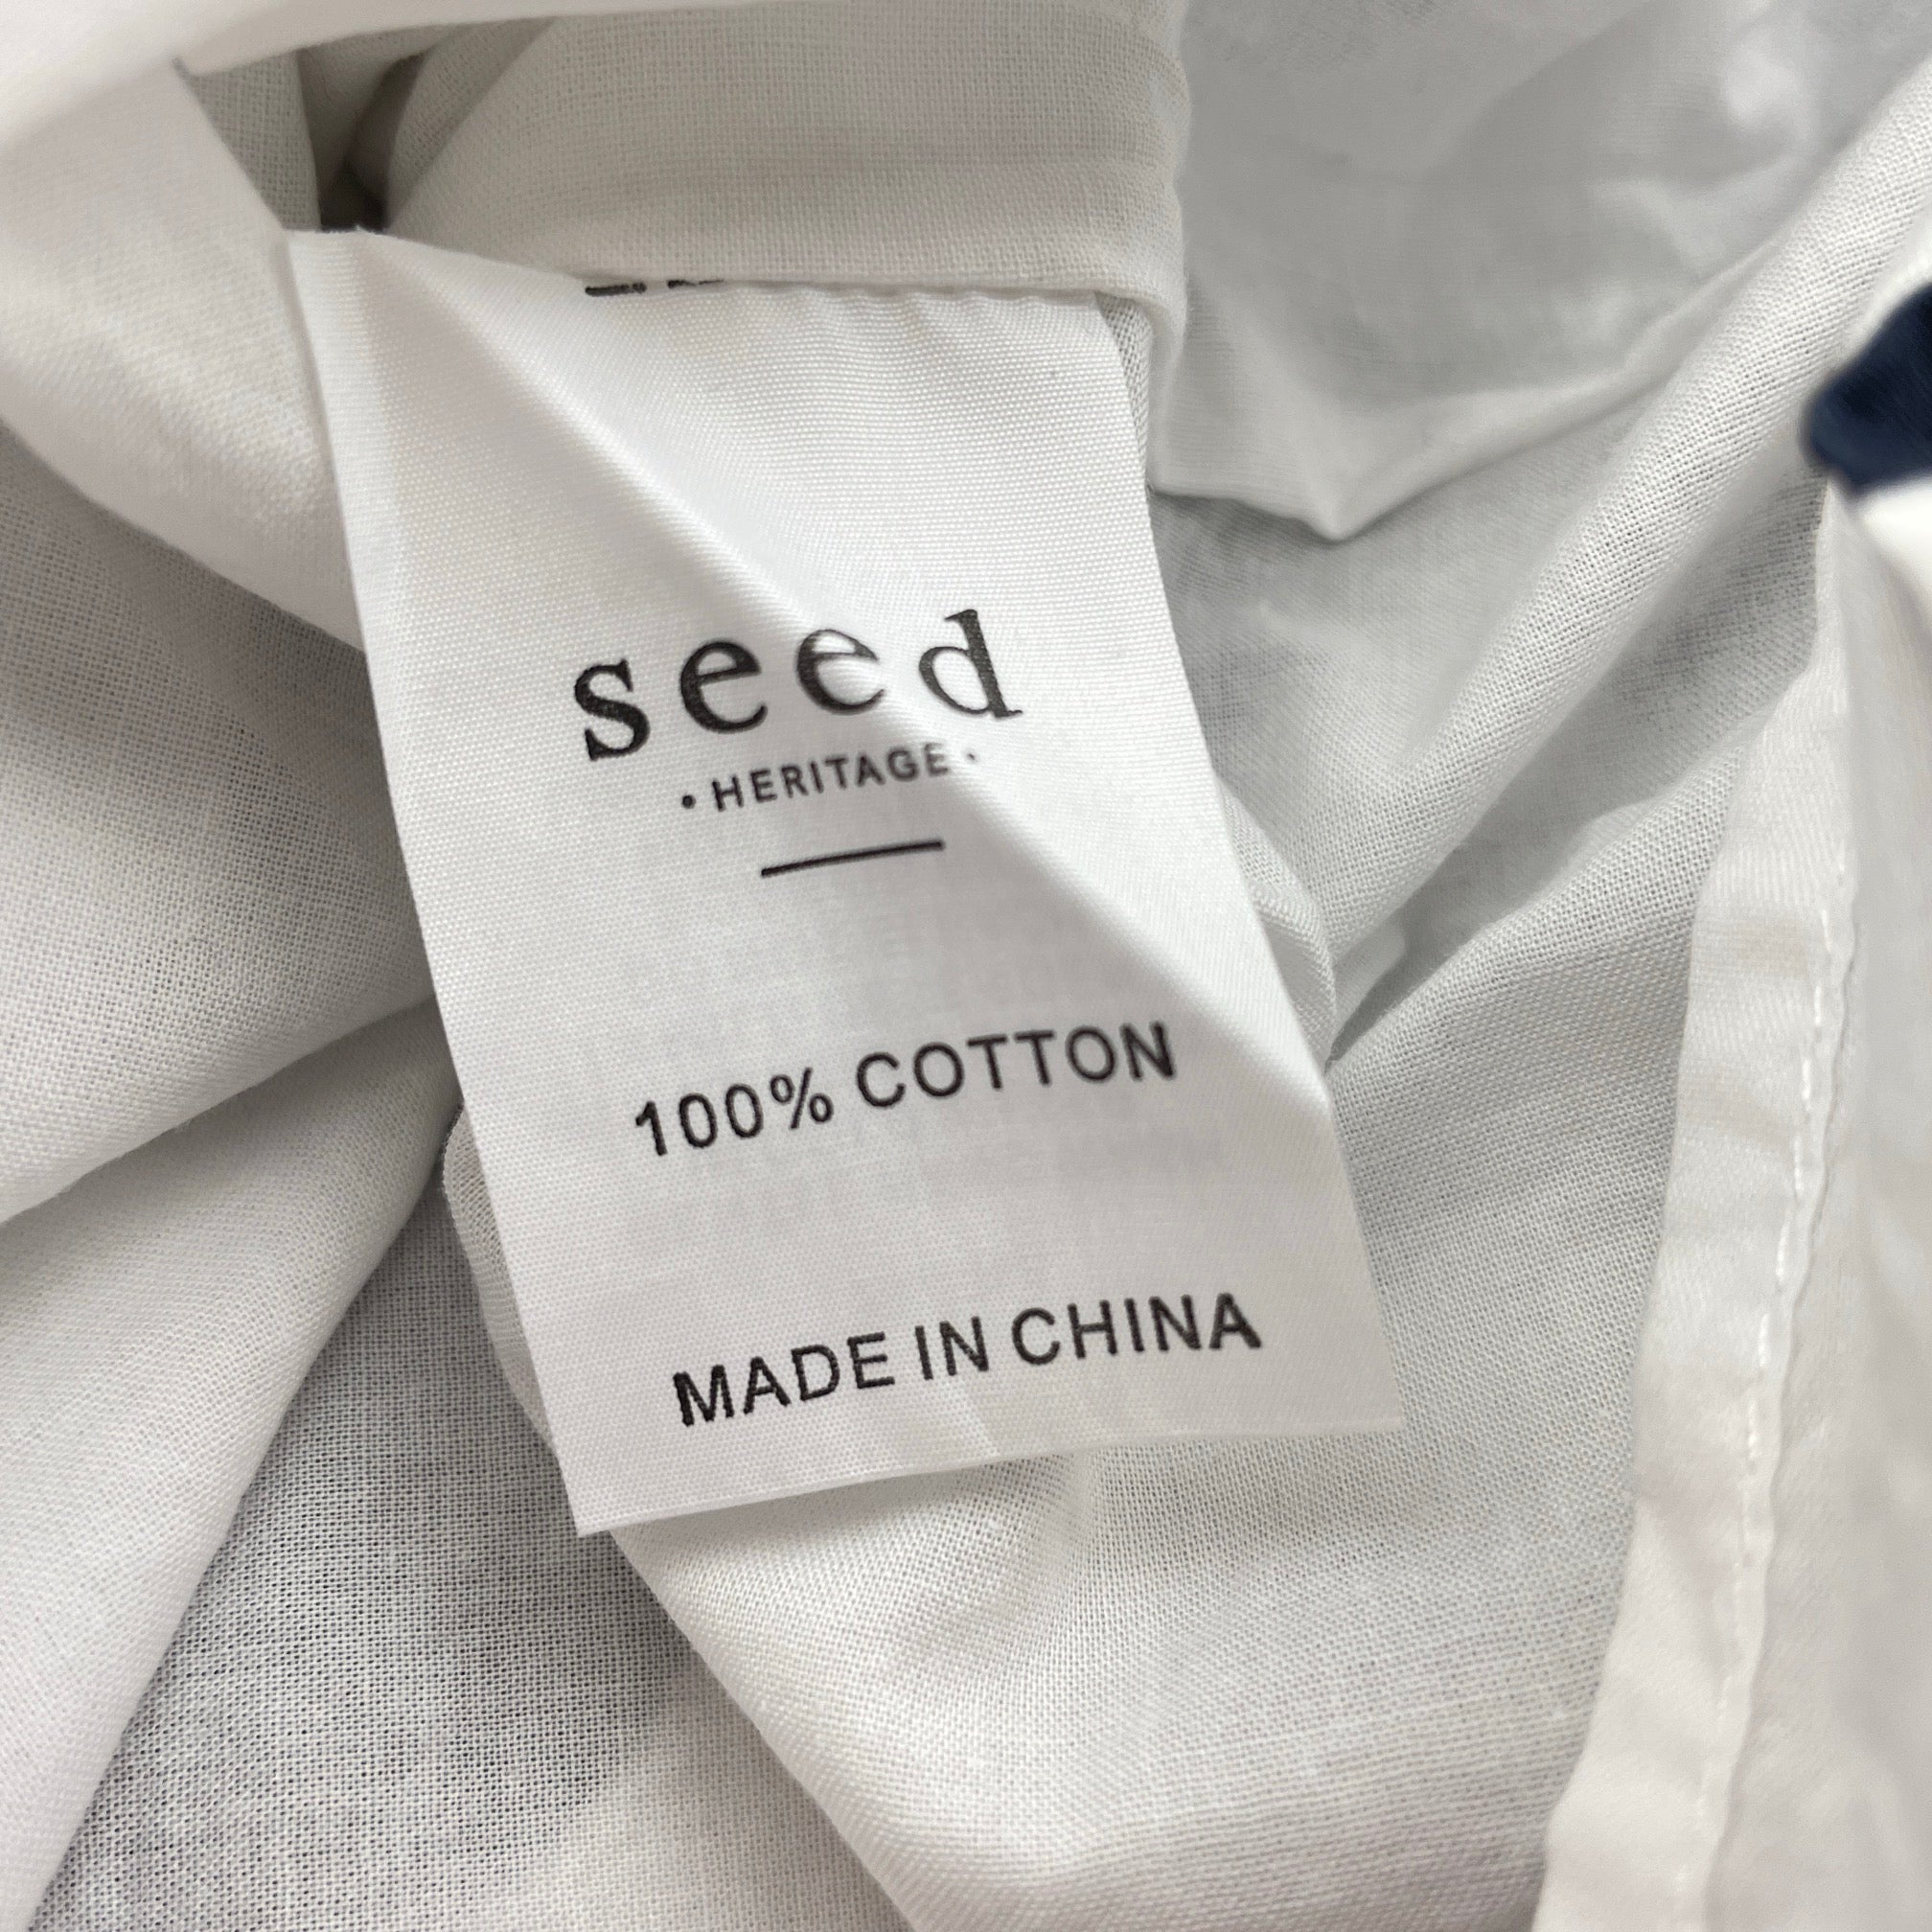 seed
• HERITAGE •
100% COTTON
MADE IN CHINA